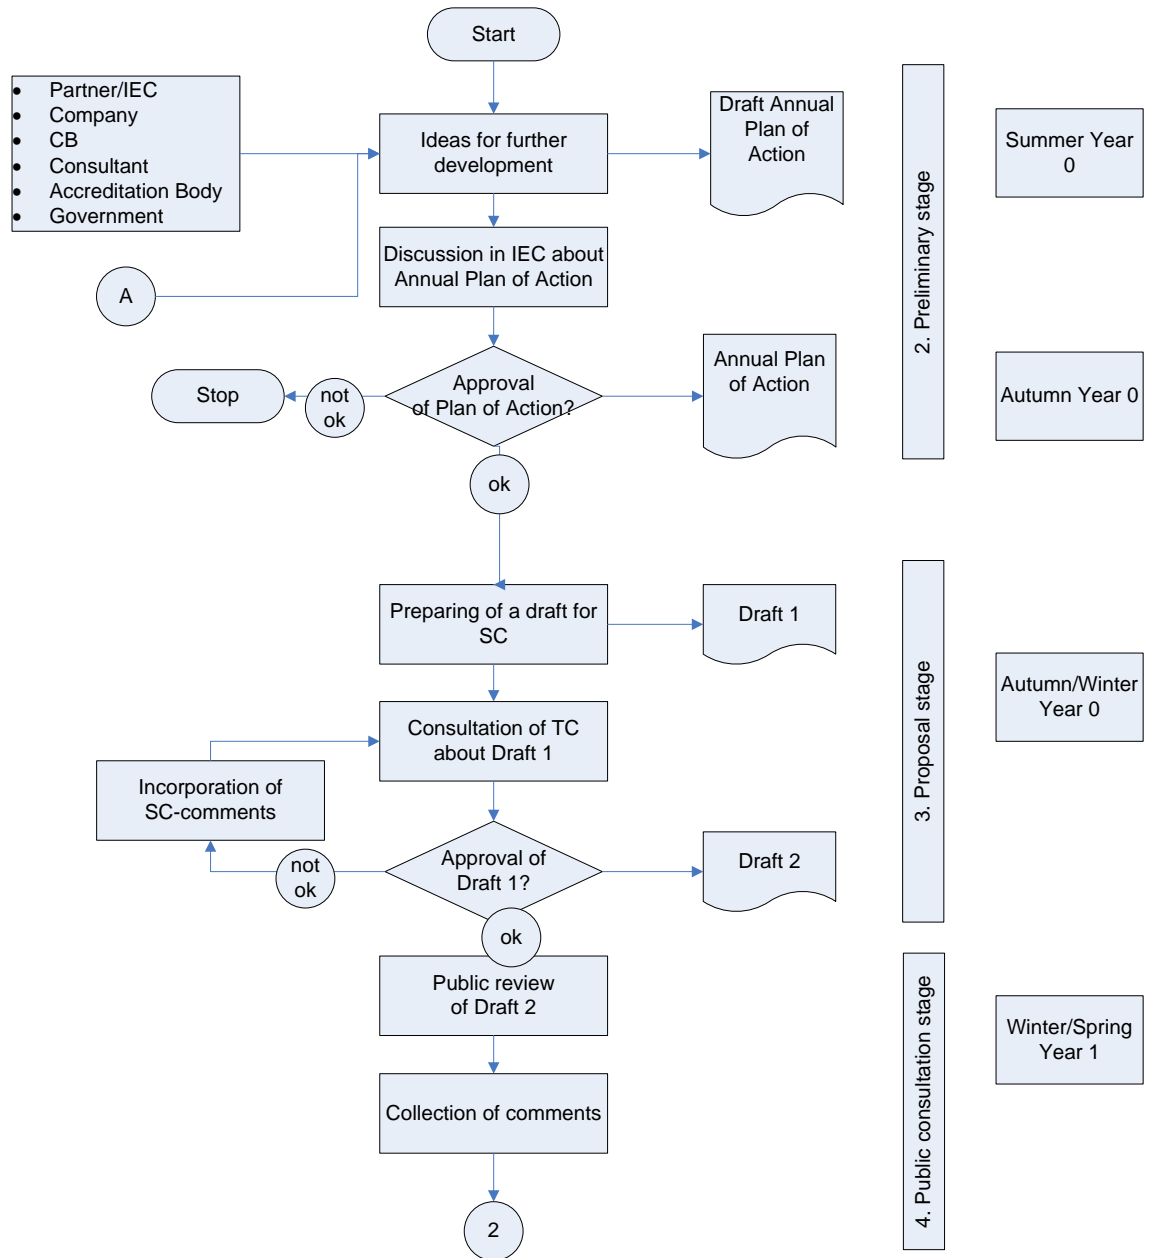 Start
• Partner/IEC
• Company
• CB
• Consultant
• Accreditation Body
• Government
Ideas for further
development
Draft Annual
Plan of
Action
Summer Year
0
Discussion in IEC about
Annual Plan of Action
A
2. Preliminary stage
Stop
not
ok
Approval
of Plan of Action?
Annual Plan
of Action
Autumn Year 0
ok
Preparing of a draft for
SC
Draft 1
Consultation of TC
about Draft 1
Autumn/Winter
Year 0
3. Proposal stage
Incorporation of
SC-comments
not
ok
Approval of
Draft 1?
Draft 2
ok
Public review
of Draft 2
Winter/Spring
Year 1
4. Public consultation stage
Collection of comments
2